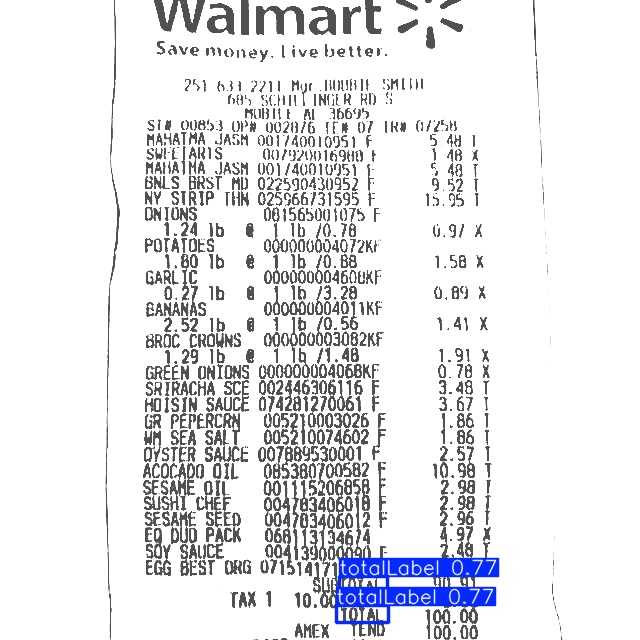 Walmart
Save money. Live better.
251 633 2211 Mgr.BOBBIE SMITH
685 SCHILLINGER RD S
MOBILE AL 36695
ST# 00853 OP# 002876 TE# 07 TR# 07258
MAHATMA JASM 001740010951 F 5.48 T
SWEETARTS 007920016980 F 1.48 X
MAHATMA JASM 001740010951 F 5.48 T
BNLS BRST MD 022590430952 F 9.52 T
NY STRIP THN 025966731595 F 15.95 T
ONIONS 081565001075 F
1.24 lb @ 1 lb /0.78 0.97 X
POTATOES 000000004072KF
1.80 lb @ 1 lb /0.88 1.58 X
GARLIC 000000004608KF
0.27 lb @ 1 lb /3.28 0.89 X
BANANAS 000000004011KF
2.52 lb @ 1 lb /0.56 1.41 X
BROC CROWNS 000000003082KF
1.29 lb @ 1 lb /1.48 1.91 X
GREEN ONIONS 000000004068KF 0.78 X
SRIRACHA SCE 002446306116 F 3.48 T
HOISIN SAUCE 074281270061 F 3.67 T
GR PEPERCRN 005210003026 F 1.86 T
WM SEA SALT 005210074602 F 1.86 T
OYSTER SAUCE 007889530001 F 2.57 T
ACOCADO OIL 085380700582 F 10.98 T
SESAME OIL 001115206858 F 2.98 T
SUSHI CHEF 004783406018 F 2.98 T
SESAME SEED 004783406012 F 2.96 T
EQ DUO PACK 068113134674 4.97 X
SOY SAUCE 004139000090 F 2.48 T
EGG BEST ORG 071514171 totalLabel 0.77
SUBTOTAL 90.91
TAX 1 10.00 totalLabel 0.77
TOTAL 100.00
AMEX TEND 100.00